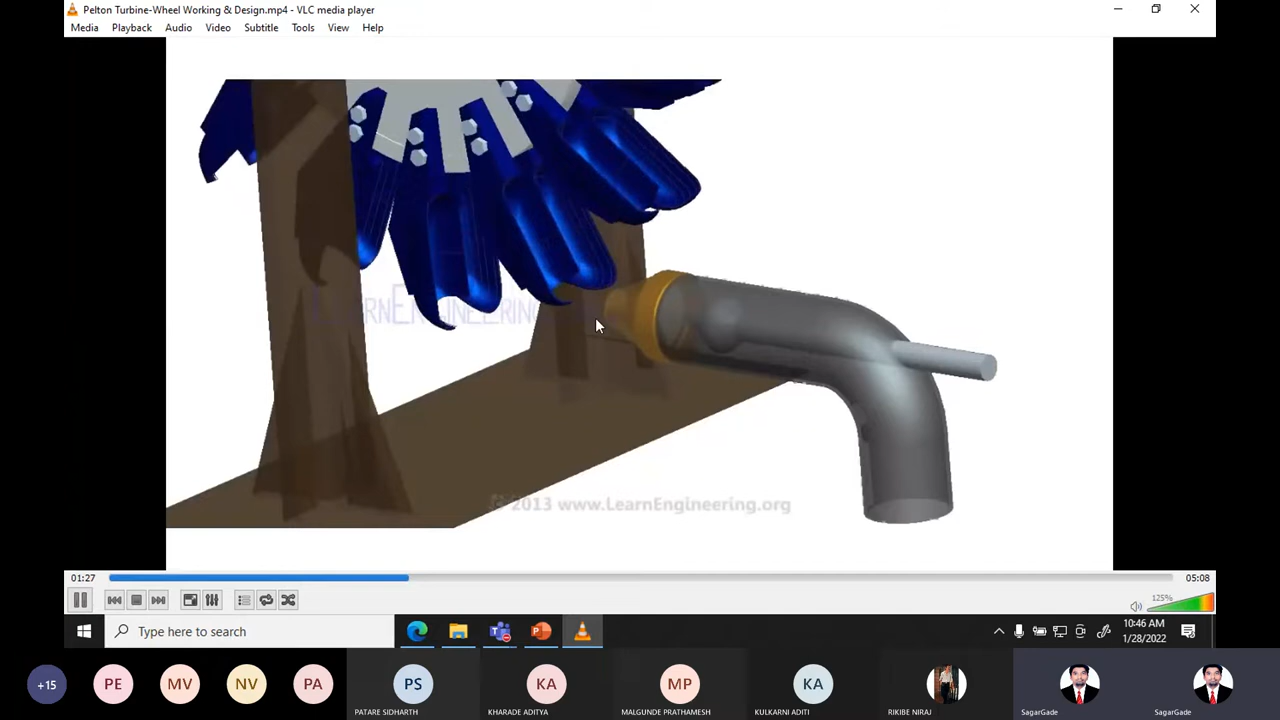 Pelton Turbine-Wheel Working & Design.mp4 - VLC media player
Media Playback Audio Video Subtitle Tools View Help
LEARNENGINEERING
© 2013 www.LearnEngineering.org
01:27
05:08
125%
Type here to search
10:46 AM
1/28/2022
+15
PE
MV
NV
PA
PS
KA
MP
KA
PATARE SIDHARTH
KHARADE ADITYA
MALGUNDE PRATHAMESH
KULKARNI ADITI
RIKIBE NIRAJ
SagarGade
SagarGade